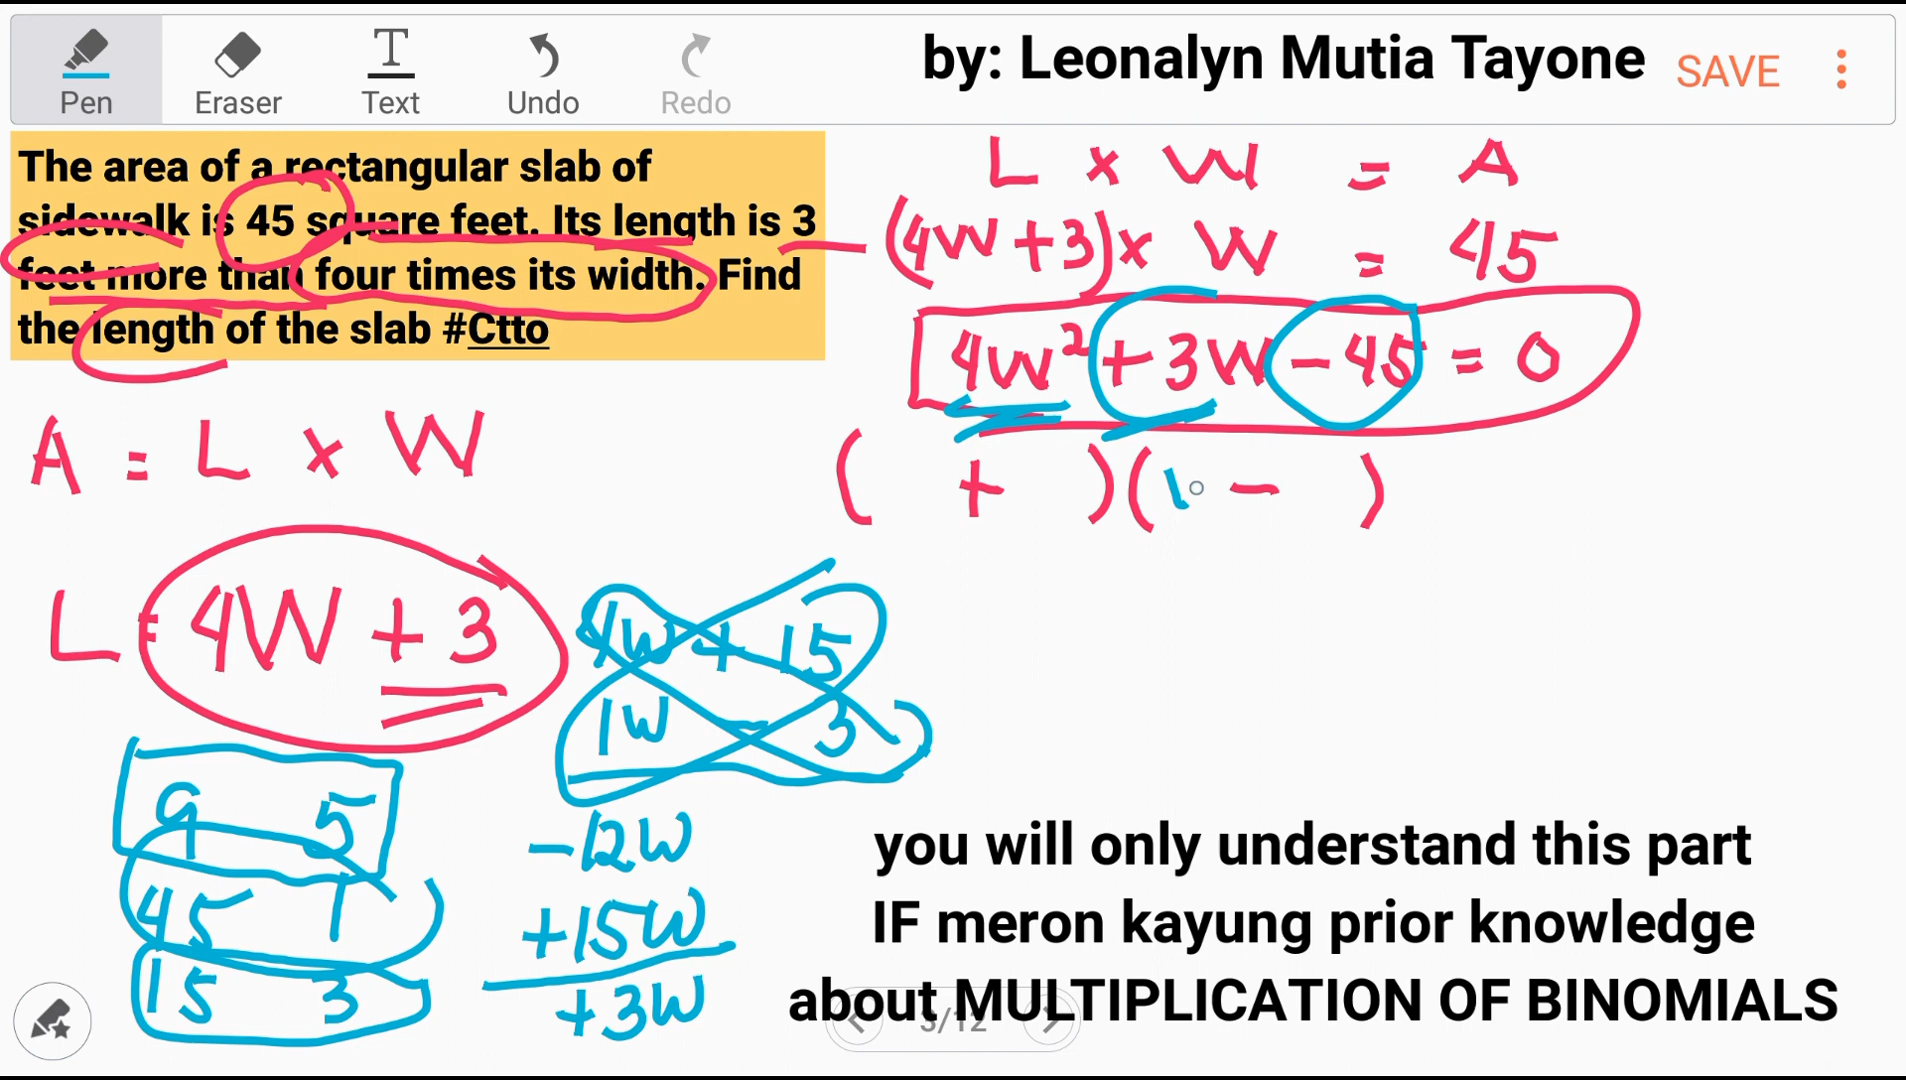 Pen Eraser Text Undo Redo
by: Leonalyn Mutia Tayone
SAVE
The area of a rectangular slab of
sidewalk is 45 square feet. Its length is 3
feet more than four times its width. Find
the length of the slab #Ctto
L × W = A
(4W + 3) × W = 45
4W² + 3W - 45 = 0
( + ) ( - )
A = L × W
L = 4W + 3
4W + 15
1W - 3
9 5
45 1
15 3
-12W
+15W
+3W
you will only understand this part
IF meron kayung prior knowledge
about MULTIPLICATION OF BINOMIALS
3/12